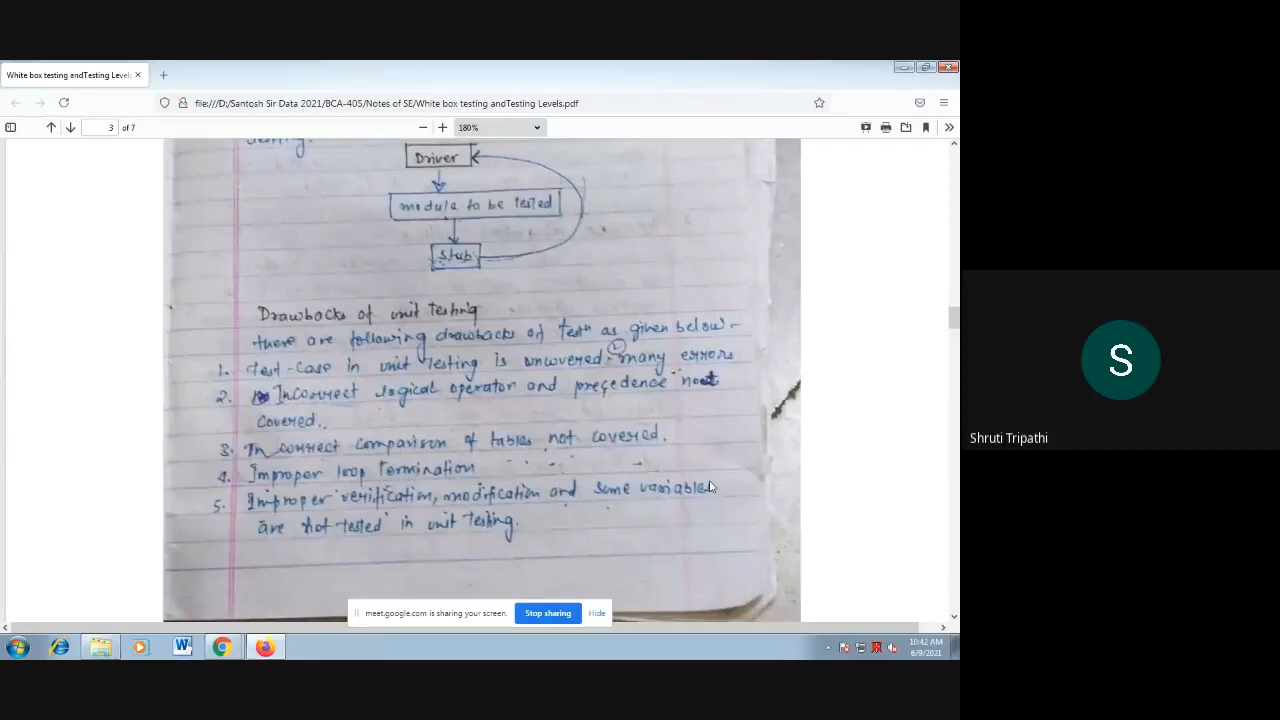 White box testing andTesting Level:
file:///D:/Santosh Sir Data 2021/BCA-405/Notes of SE/White box testing andTesting Levels.pdf
3 of 7
180%
testing.
Driver
module to be tested
Stub
Drawbacks of unit testing
there are following drawbacks of testn as given below-
1. Test-case in unit testing is uncovered many errors
2. Incorrect logical operator and precedence not
covered.
3. In correct comparison of tables not covered.
4. Improper loop termination
5. Improper verification, modification and some variables
are not tested in unit testing.
meet.google.com is sharing your screen.
Stop sharing
Hide
10:42 AM
6/9/2021
S
Shruti Tripathi